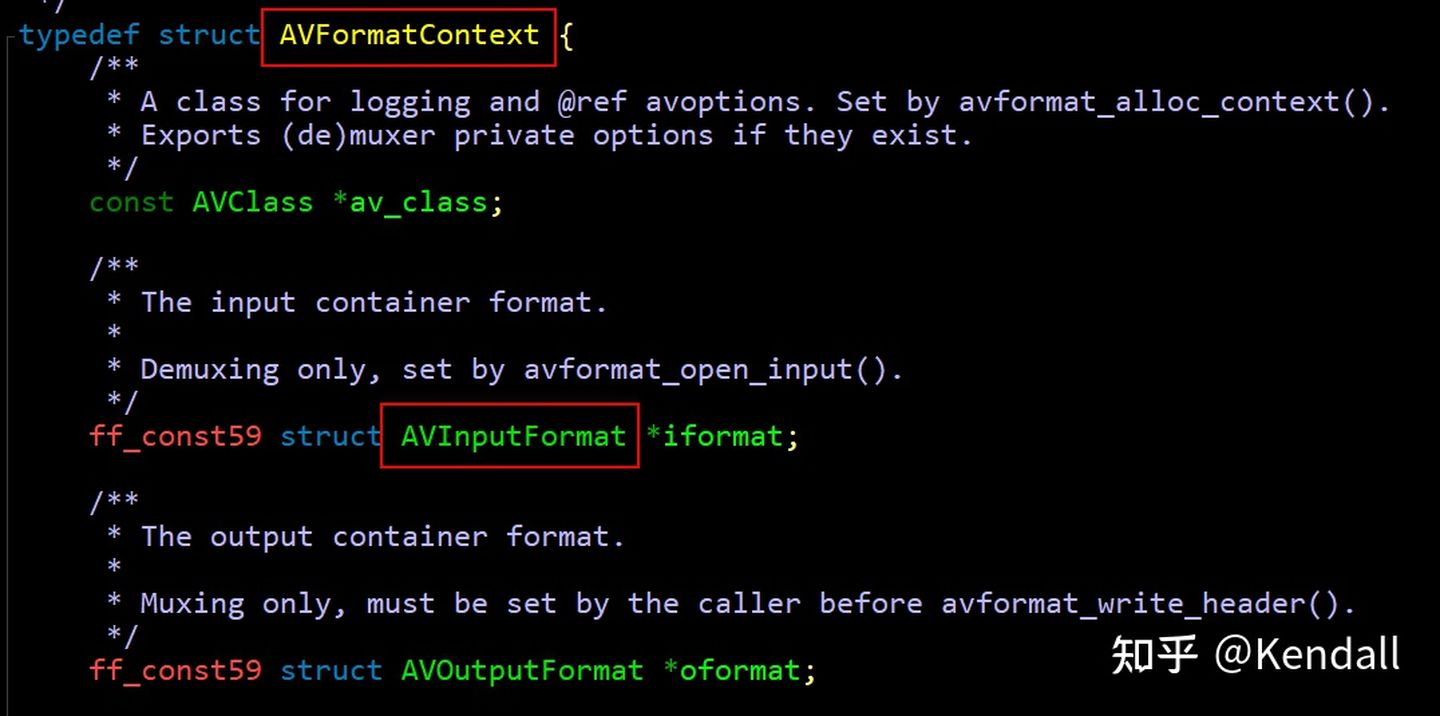 */
typedef struct AVFormatContext {
/**
* A class for logging and @ref avoptions. Set by avformat_alloc_context().
* Exports (de)muxer private options if they exist.
*/
const AVClass *av_class;
/**
* The input container format.
*
* Demuxing only, set by avformat_open_input().
*/
ff_const59 struct AVInputFormat *iformat;
/**
* The output container format.
*
* Muxing only, must be set by the caller before avformat_write_header().
*/
ff_const59 struct AVOutputFormat *oformat;
知乎 @Kendall